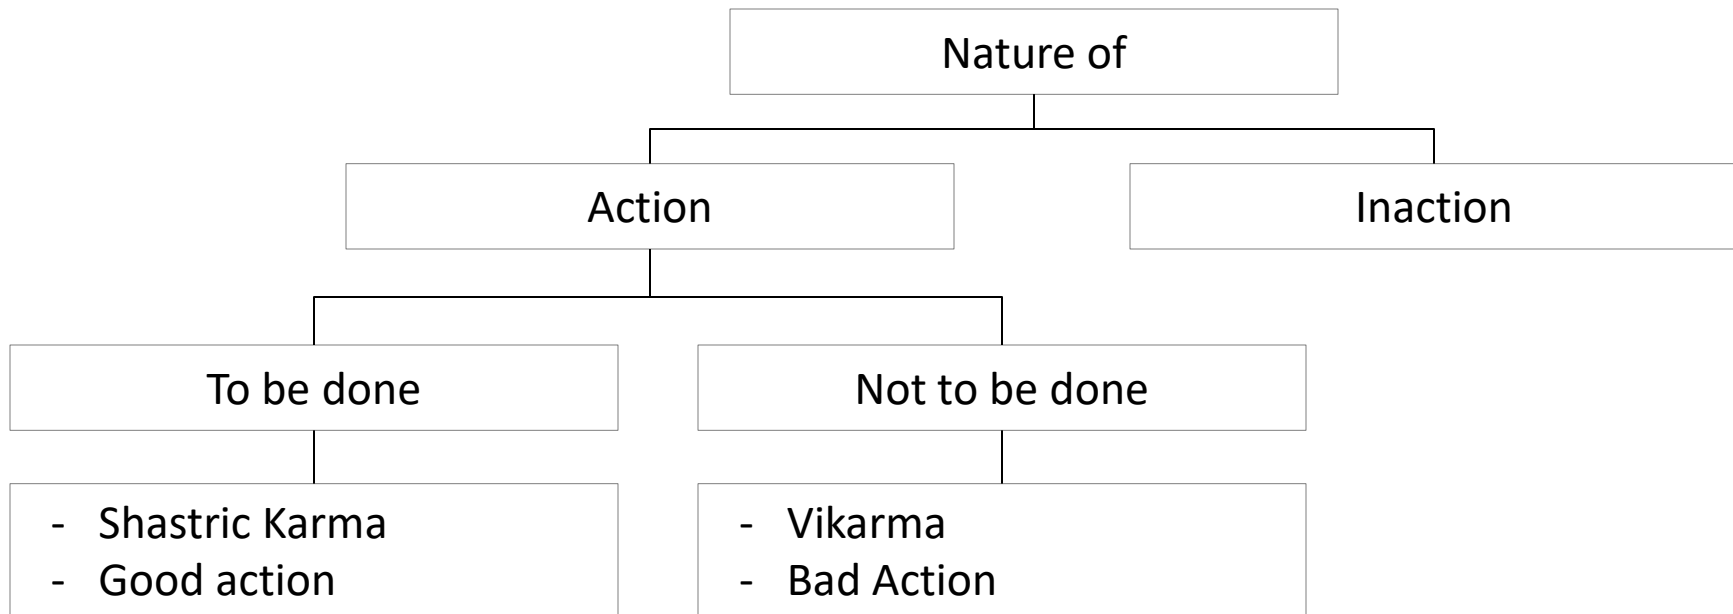 Nature of
Action
Inaction
To be done
Not to be done
- Shastric Karma
- Good action
- Vikarma
- Bad Action